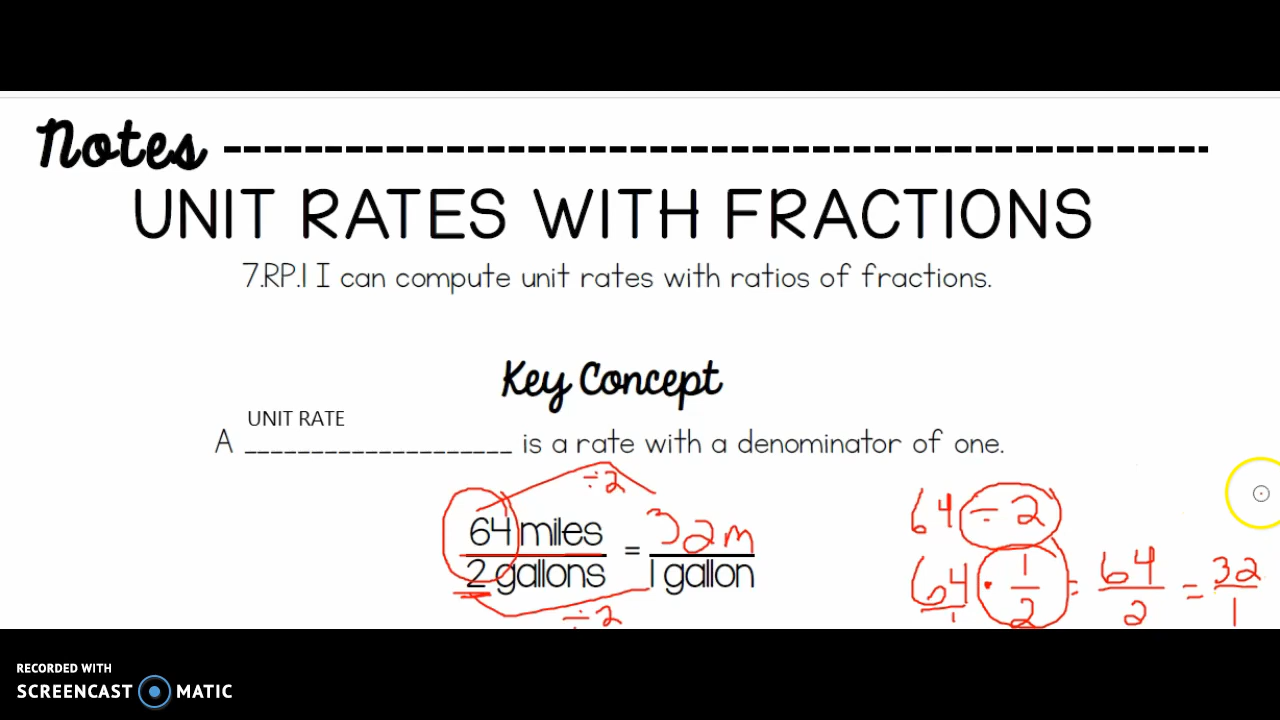 Notes
UNIT RATES WITH FRACTIONS
7.RP.1 I can compute unit rates with ratios of fractions.
Key Concept
UNIT RATE
A ____________________ is a rate with a denominator of one.
÷2
64 miles = 32m
2 gallons 1 gallon
÷2
64 ÷ 2
64/1 · 1/2 = 64/2 = 32/1
RECORDED WITH
SCREENCAST MATIC